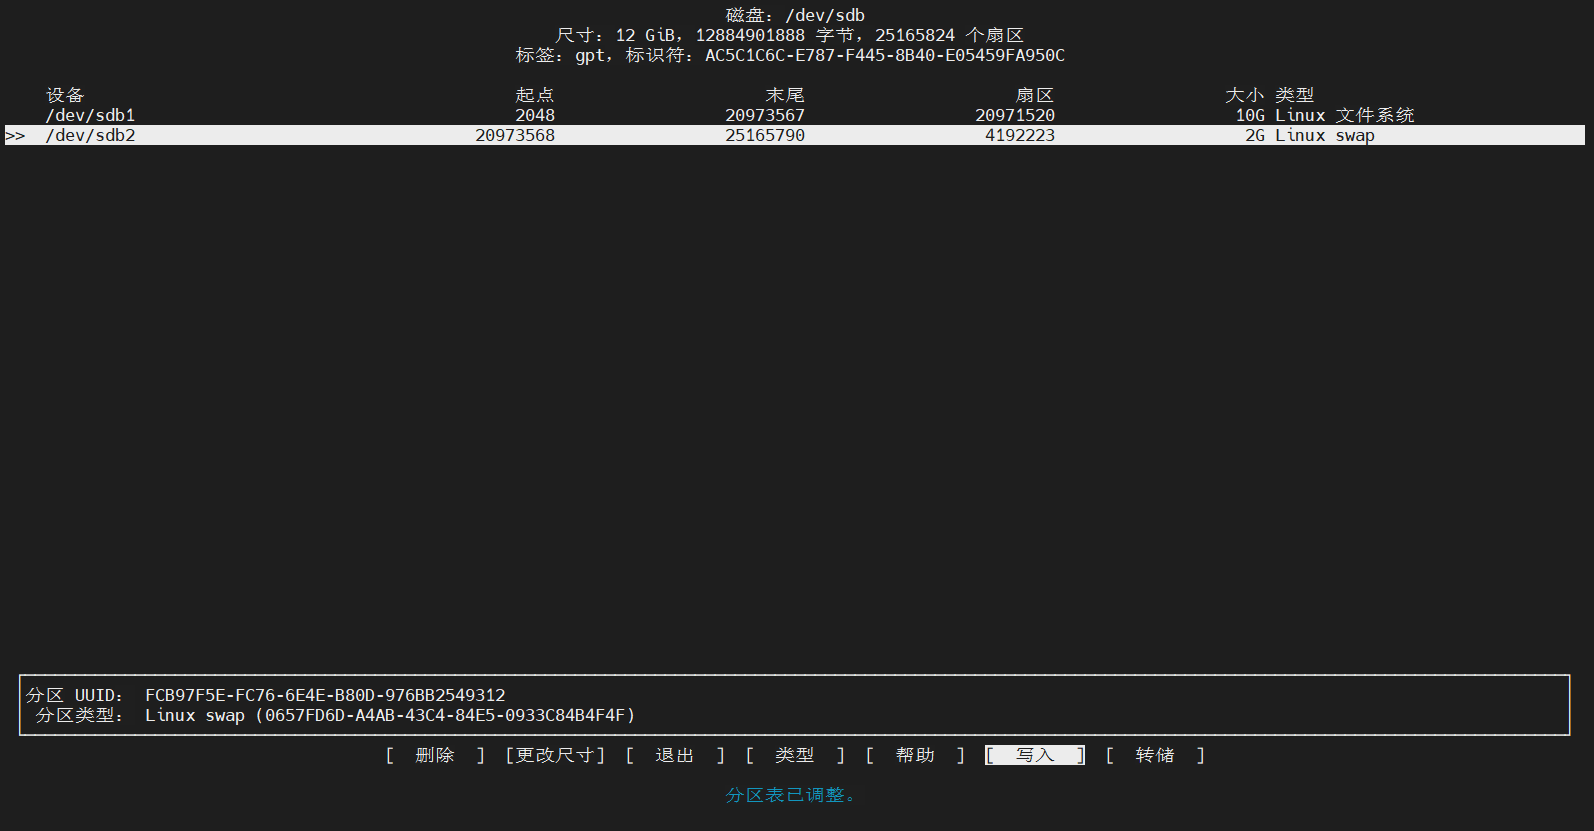 磁盘：/dev/sdb
尺寸：12 GiB，12884901888 字节，25165824 个扇区
标签：gpt，标识符：AC5C1C6C-E787-F445-8B40-E05459FA950C
设备 起点 末尾 扇区 大小 类型
/dev/sdb1 2048 20973567 20971520 10G Linux 文件系统
>> /dev/sdb2 20973568 25165790 4192223 2G Linux swap
分区 UUID： FCB97F5E-FC76-6E4E-B80D-976BB2549312
分区类型： Linux swap (0657FD6D-A4AB-43C4-84E5-0933C84B4F4F)
[ 删除 ] [更改尺寸] [ 退出 ] [ 类型 ] [ 帮助 ] [ 写入 ] [ 转储 ]
分区表已调整。